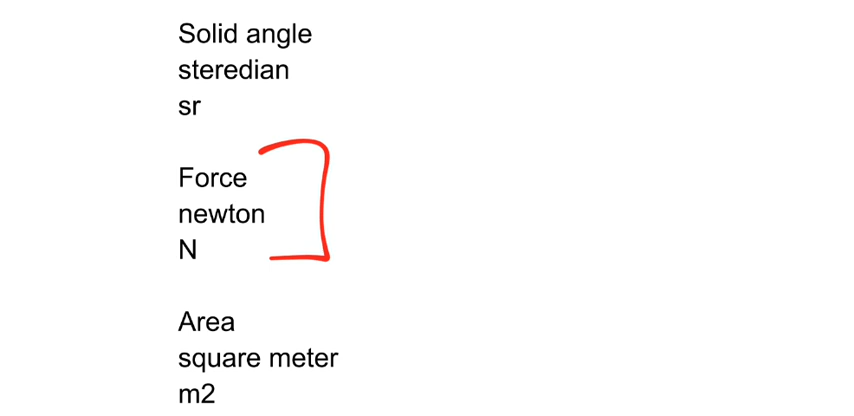 Solid angle
steredian
sr
Force
newton
N
Area
square meter
m2